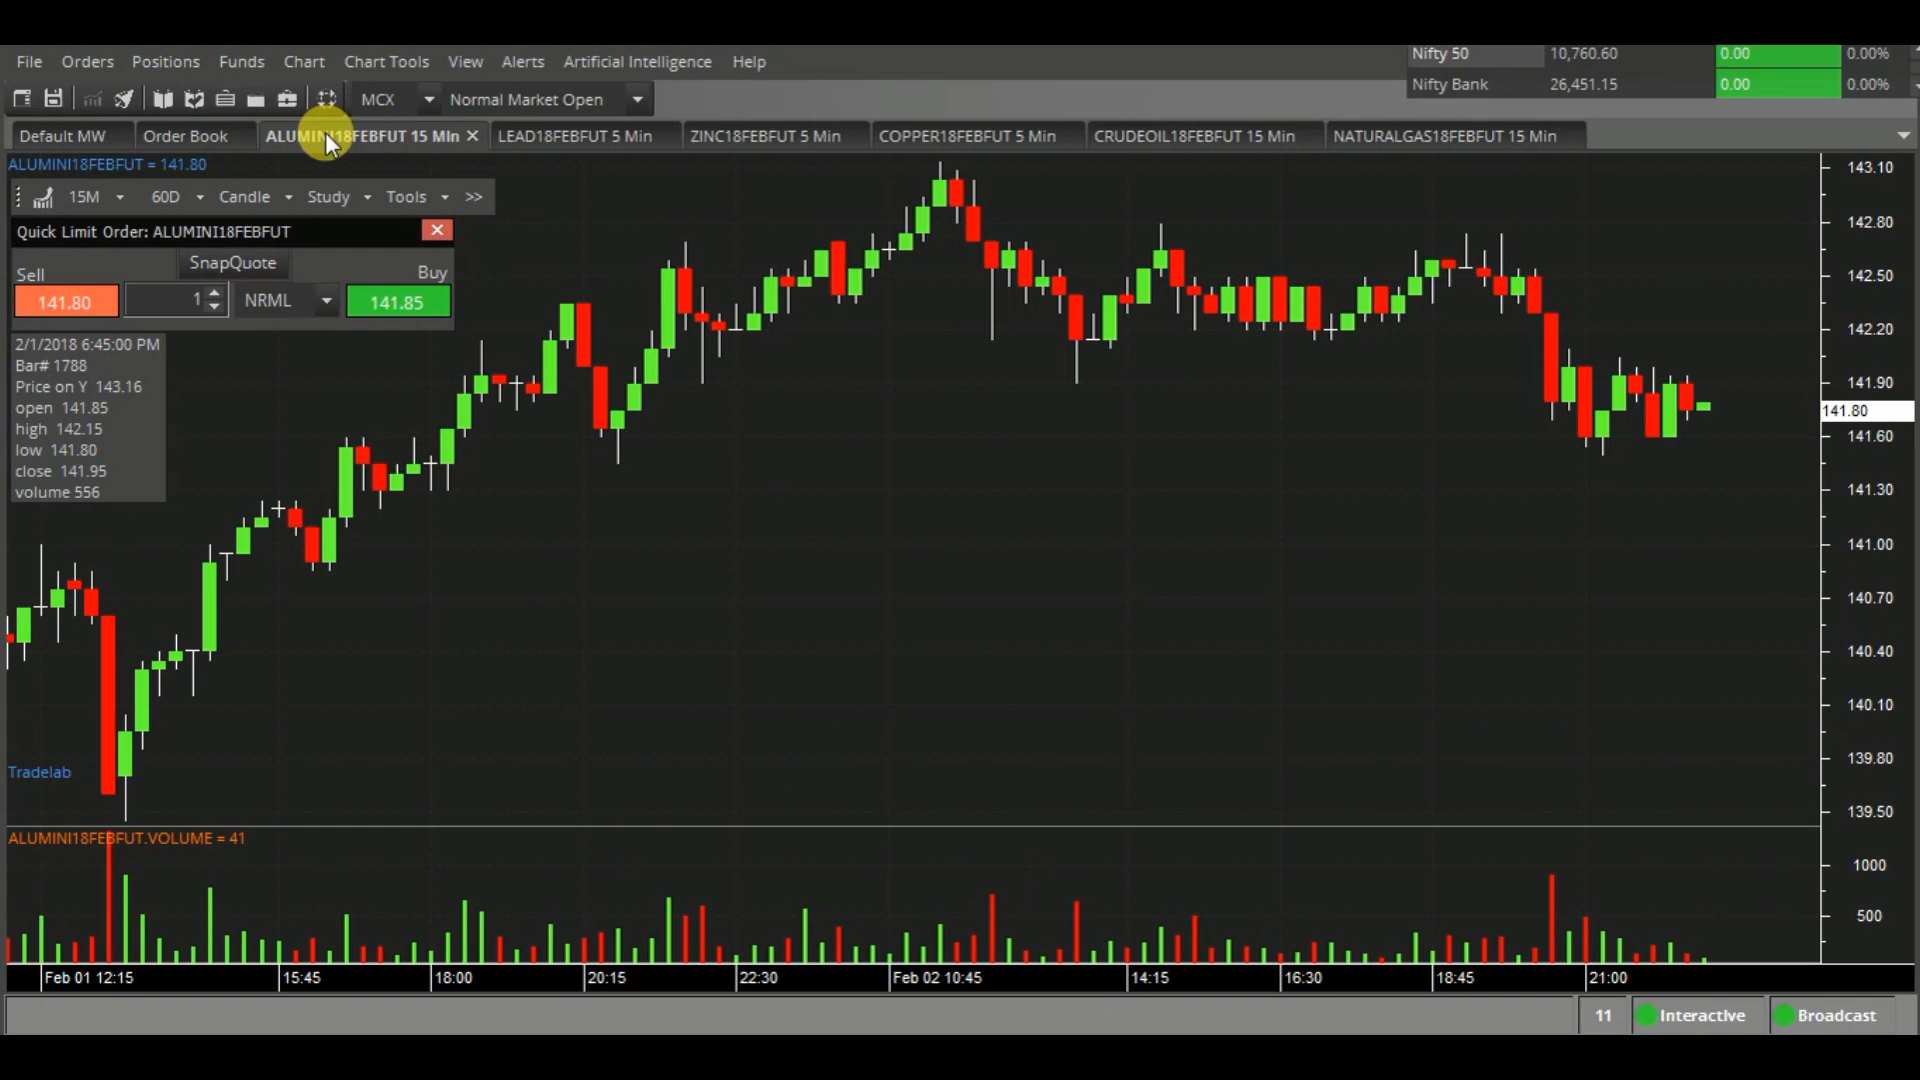 File Orders Positions Funds Chart Chart Tools View Alerts Artificial Intelligence Help
Nifty 50 10,760.60 0.00 0.00%
Nifty Bank 26,451.15 0.00 0.00%
MCX Normal Market Open
Default MW Order Book ALUMINI18FEBFUT 15 Min LEAD18FEBFUT 5 Min ZINC18FEBFUT 5 Min COPPER18FEBFUT 5 Min CRUDEOIL18FEBFUT 15 Min NATURALGAS18FEBFUT 15 Min
ALUMINI18FEBFUT = 141.80
15M 60D Candle Study Tools >>
Quick Limit Order: ALUMINI18FEBFUT
SnapQuote
Sell Buy
141.80 1 NRML 141.85
2/1/2018 6:45:00 PM
Bar# 1788
Price on Y 143.16
open 141.85
high 142.15
low 141.80
close 141.95
volume 556
143.10
142.80
142.50
142.20
141.90
141.80
141.60
141.30
141.00
140.70
140.40
140.10
139.80
139.50
Tradelab
ALUMINI18FEBFUT.VOLUME = 41
1000
500
Feb 01 12:15 15:45 18:00 20:15 22:30 Feb 02 10:45 14:15 16:30 18:45 21:00
11 Interactive Broadcast